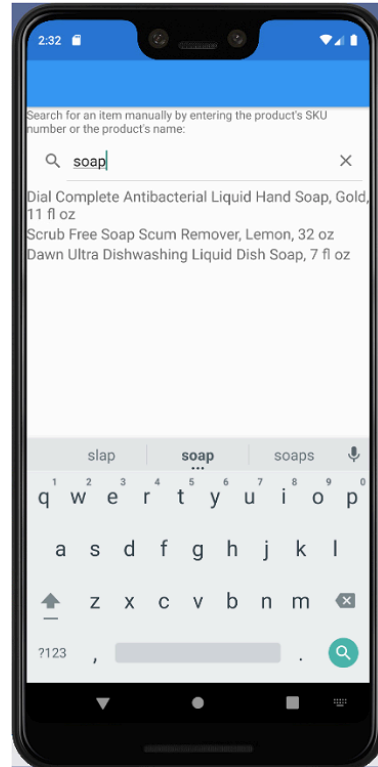 2:32
Search for an item manually by entering the product's SKU
number or the product's name:
soap
Dial Complete Antibacterial Liquid Hand Soap, Gold,
11 fl oz
Scrub Free Soap Scum Remover, Lemon, 32 oz
Dawn Ultra Dishwashing Liquid Dish Soap, 7 fl oz
slap soap soaps
1 2 3 4 5 6 7 8 9 0
q w e r t y u i o p
a s d f g h j k l
z x c v b n m
?123 , .